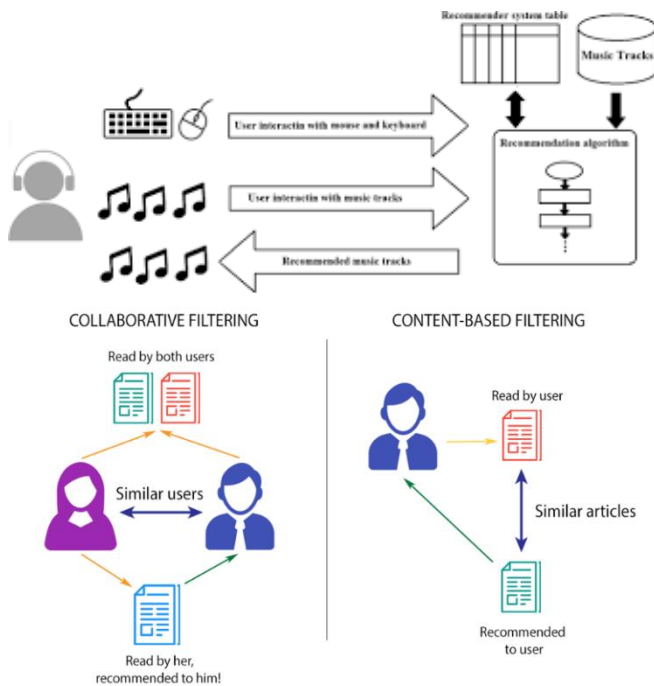 Recommender system table
Music Tracks
User interactin with mouse and keyboard
Recommendation algorithm
User interactin with music tracks
Recommended music tracks
COLLABORATIVE FILTERING
Read by both users
Similar users
Read by her,
recommended to him!
CONTENT-BASED FILTERING
Read by user
Similar articles
Recommended
to user